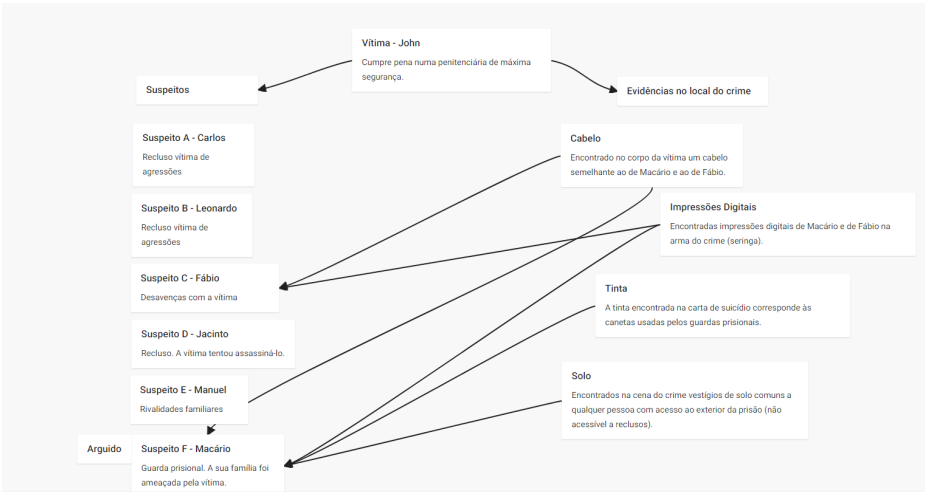 Vítima - John
Cumpre pena numa penitenciária de máxima
segurança.
Suspeitos
Evidências no local do crime
Suspeito A - Carlos
Recluso vítima de
agressões
Suspeito B - Leonardo
Recluso vítima de
agressões
Suspeito C - Fábio
Desavenças com a vítima
Suspeito D - Jacinto
Recluso. A vítima tentou assassiná-lo.
Suspeito E - Manuel
Rivalidades familiares
Arguido
Suspeito F - Macário
Guarda prisional. A sua família foi
ameaçada pela vítima.
Cabelo
Encontrado no corpo da vítima um cabelo
semelhante ao de Macário e ao de Fábio.
Impressões Digitais
Encontradas impressões digitais de Macário e de Fábio na
arma do crime (seringa).
Tinta
A tinta encontrada na carta de suicídio corresponde às
canetas usadas pelos guardas prisionais.
Solo
Encontrados na cena do crime vestígios de solo comuns a
qualquer pessoa com acesso ao exterior da prisão (não
acessível a reclusos).